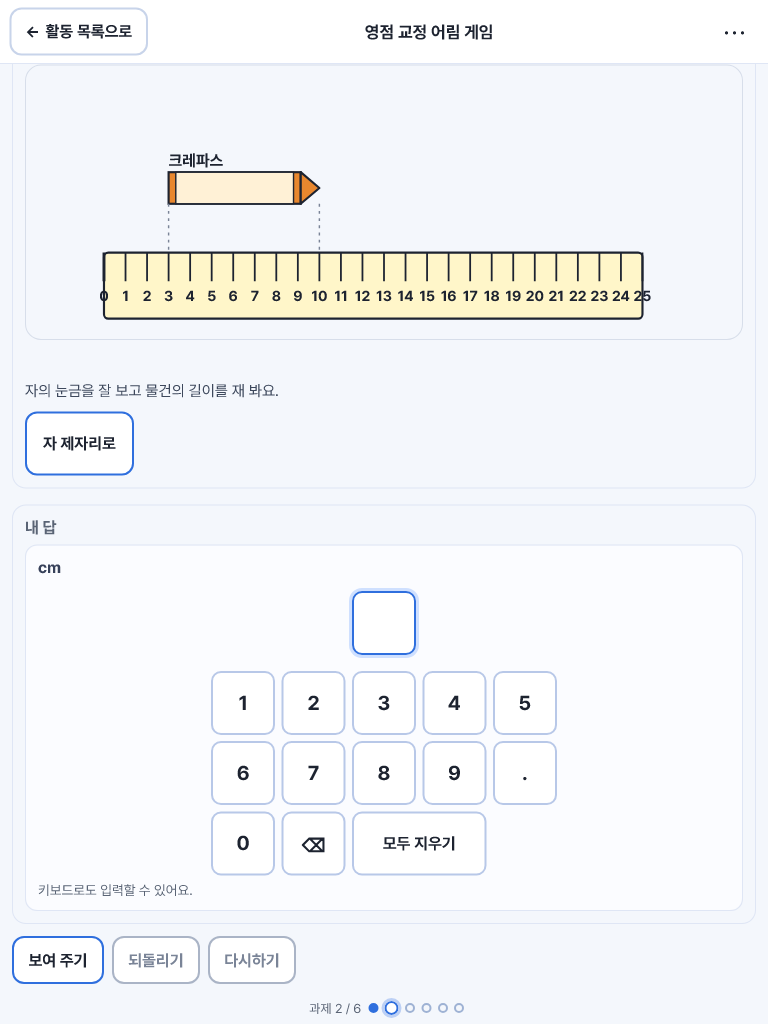 ← 활동 목록으로
영점 교정 어림 게임
...
크레파스
0 1 2 3 4 5 6 7 8 9 10 11 12 13 14 15 16 17 18 19 20 21 22 23 24 25
자의 눈금을 잘 보고 물건의 길이를 재 봐요.
자 제자리로
내 답
cm
1 2 3 4 5
6 7 8 9 .
0 ⌫ 모두 지우기
키보드로도 입력할 수 있어요.
보여 주기 되돌리기 다시하기
과제 2 / 6